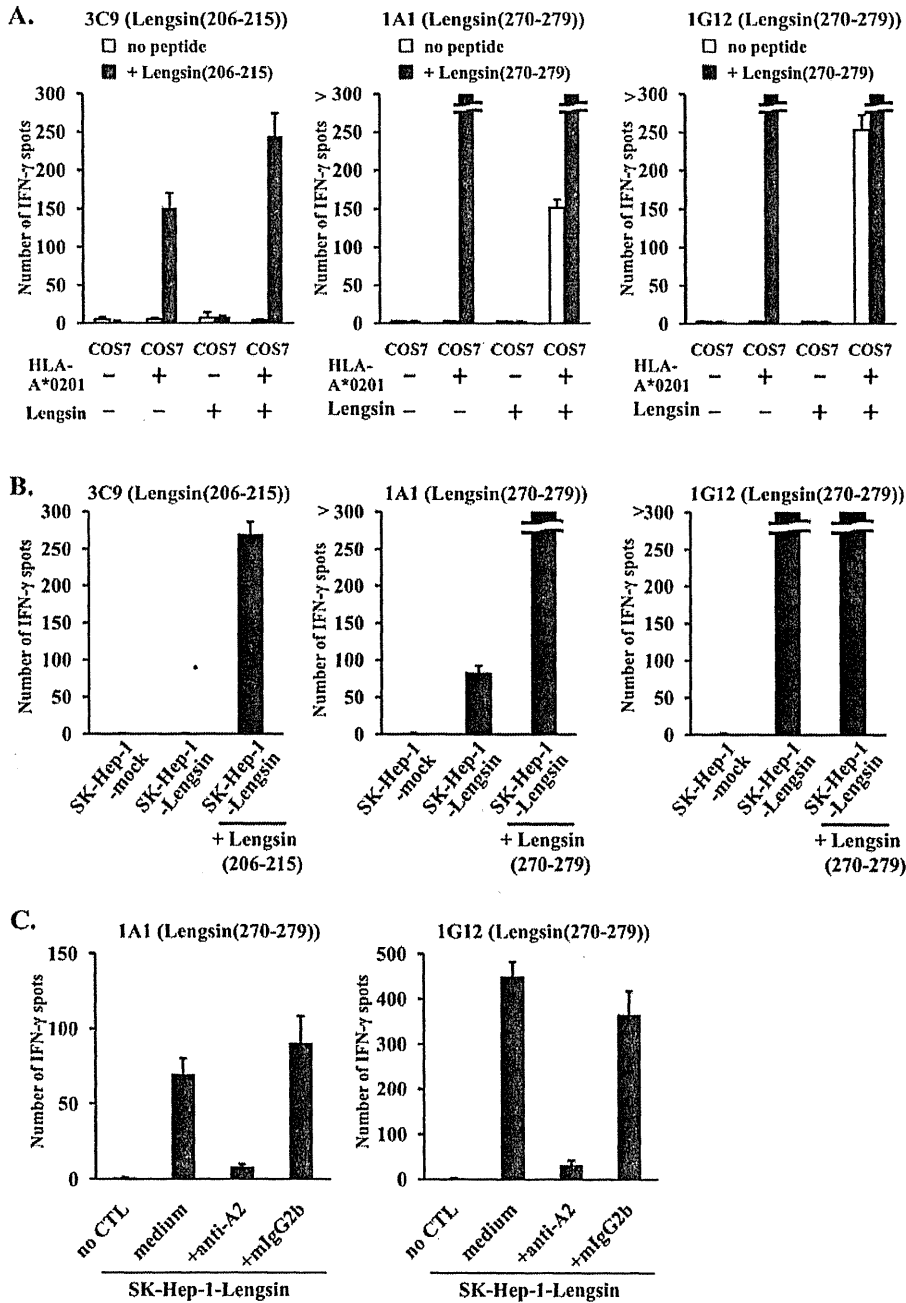 A.
3C9 (Lengsin(206-215))
no peptide
+ Lengsin(206-215)
Number of IFN-γ spots
300
250
200
150
100
50
0
COS7 COS7 COS7 COS7
HLA-A*0201 − + − +
Lengsin − − + +
1A1 (Lengsin(270-279))
no peptide
+ Lengsin(270-279)
Number of IFN-γ spots
> 300
250
200
150
100
50
0
COS7 COS7 COS7 COS7
HLA-A*0201 − + − +
Lengsin − − + +
1G12 (Lengsin(270-279))
no peptide
+ Lengsin(270-279)
Number of IFN-γ spots
> 300
250
200
150
100
50
0
COS7 COS7 COS7 COS7
HLA-A*0201 − + − +
Lengsin − − + +
B.
3C9 (Lengsin(206-215))
Number of IFN-γ spots
300
250
200
150
100
50
0
SK-Hep-1
-mock
SK-Hep-1
-Lengsin
SK-Hep-1
-Lengsin
+ Lengsin
(206-215)
1A1 (Lengsin(270-279))
Number of IFN-γ spots
> 300
250
200
150
100
50
0
SK-Hep-1
-mock
SK-Hep-1
-Lengsin
SK-Hep-1
-Lengsin
+ Lengsin
(270-279)
1G12 (Lengsin(270-279))
Number of IFN-γ spots
> 300
250
200
150
100
50
0
SK-Hep-1
-mock
SK-Hep-1
-Lengsin
SK-Hep-1
-Lengsin
+ Lengsin
(270-279)
C.
1A1 (Lengsin(270-279))
Number of IFN-γ spots
150
100
50
0
no CTL
medium
+anti-A2
+mIgG2b
SK-Hep-1-Lengsin
1G12 (Lengsin(270-279))
Number of IFN-γ spots
500
400
300
200
100
0
no CTL
medium
+anti-A2
+mIgG2b
SK-Hep-1-Lengsin